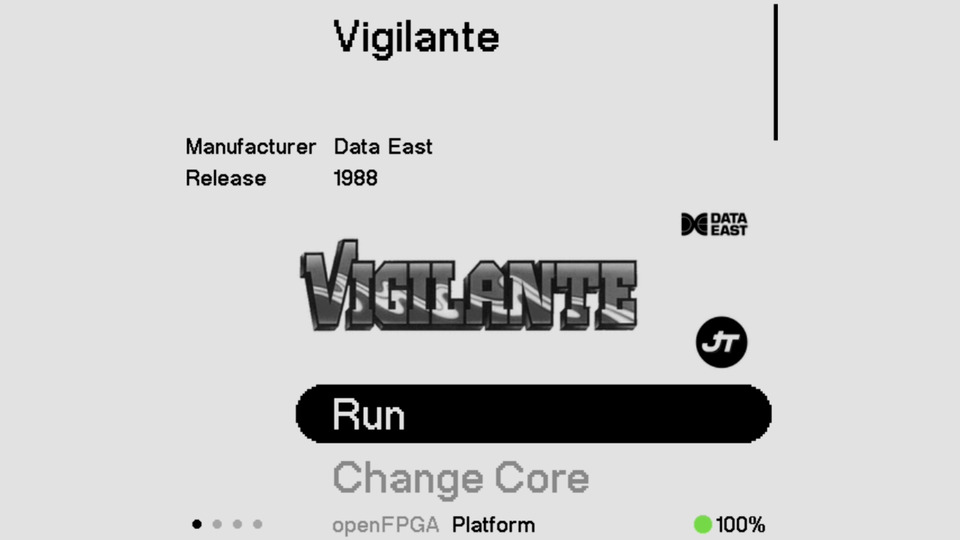 Vigilante
Manufacturer Data East
Release 1988
DATA EAST
VIGILANTE
JT
Run
Change Core
openFPGA Platform 100%